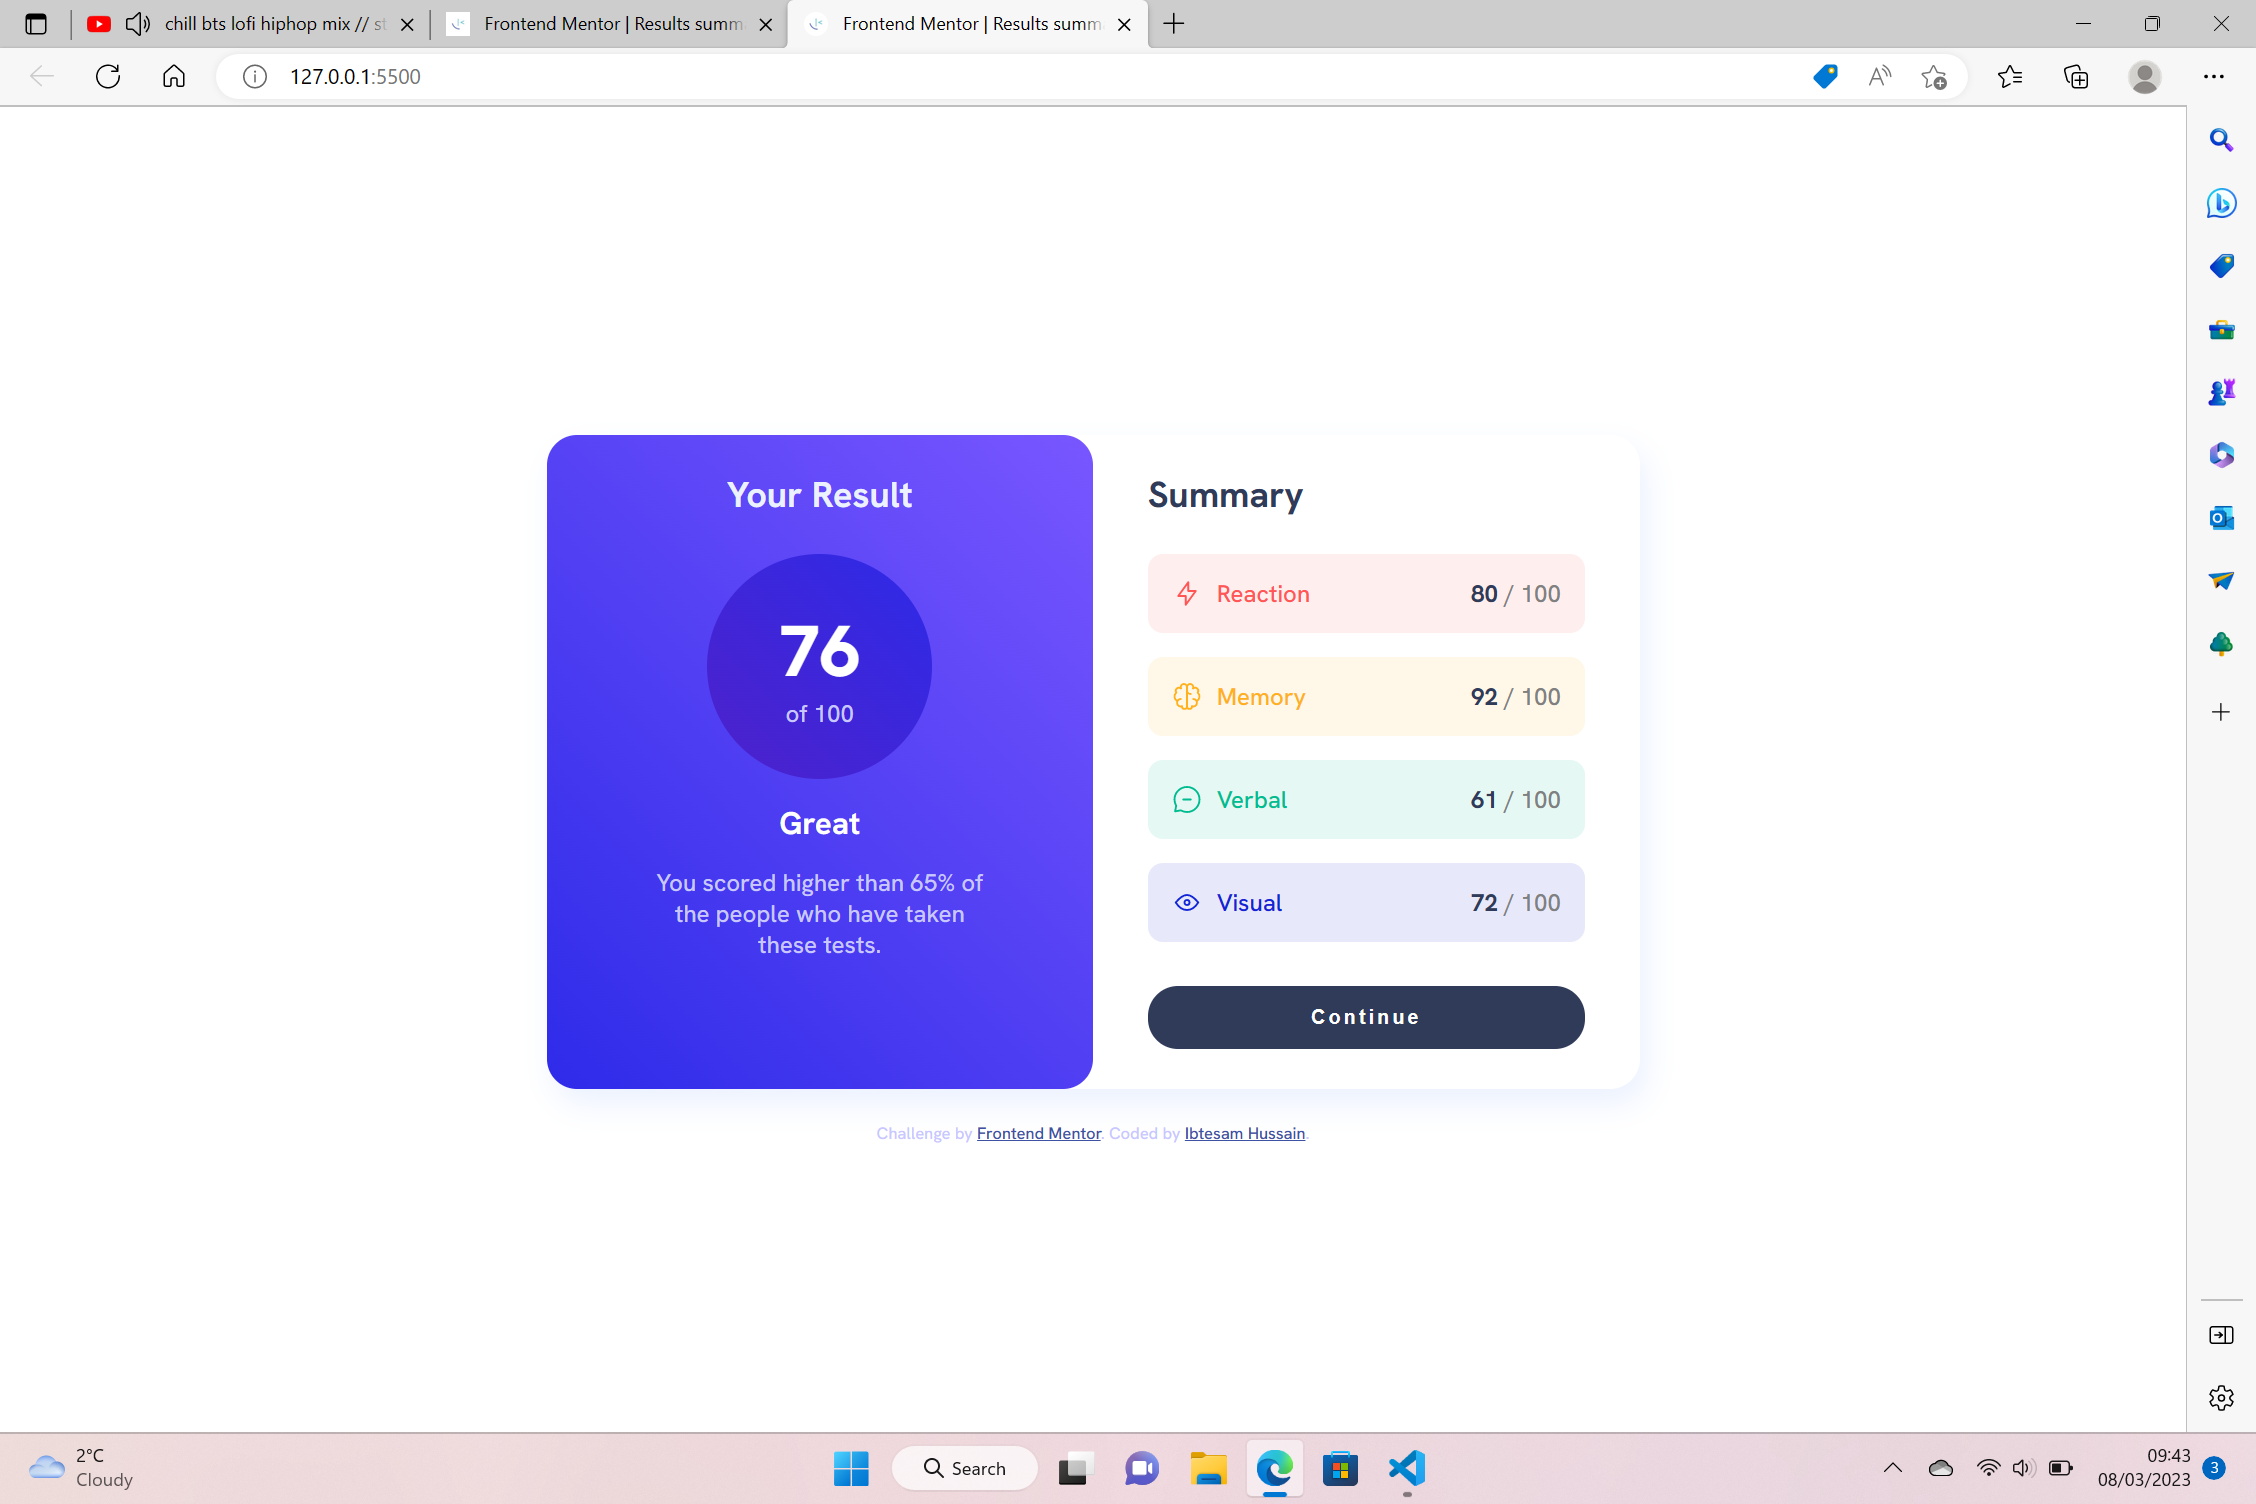 chill bts lofi hiphop mix // st
Frontend Mentor | Results summ
Frontend Mentor | Results summ
127.0.0.1:5500
Your Result
76
of 100
Great
You scored higher than 65% of
the people who have taken
these tests.
Summary
Reaction 80 / 100
Memory 92 / 100
Verbal 61 / 100
Visual 72 / 100
Continue
Challenge by Frontend Mentor. Coded by Ibtesam Hussain.
2°C
Cloudy
Search
09:43
08/03/2023
3